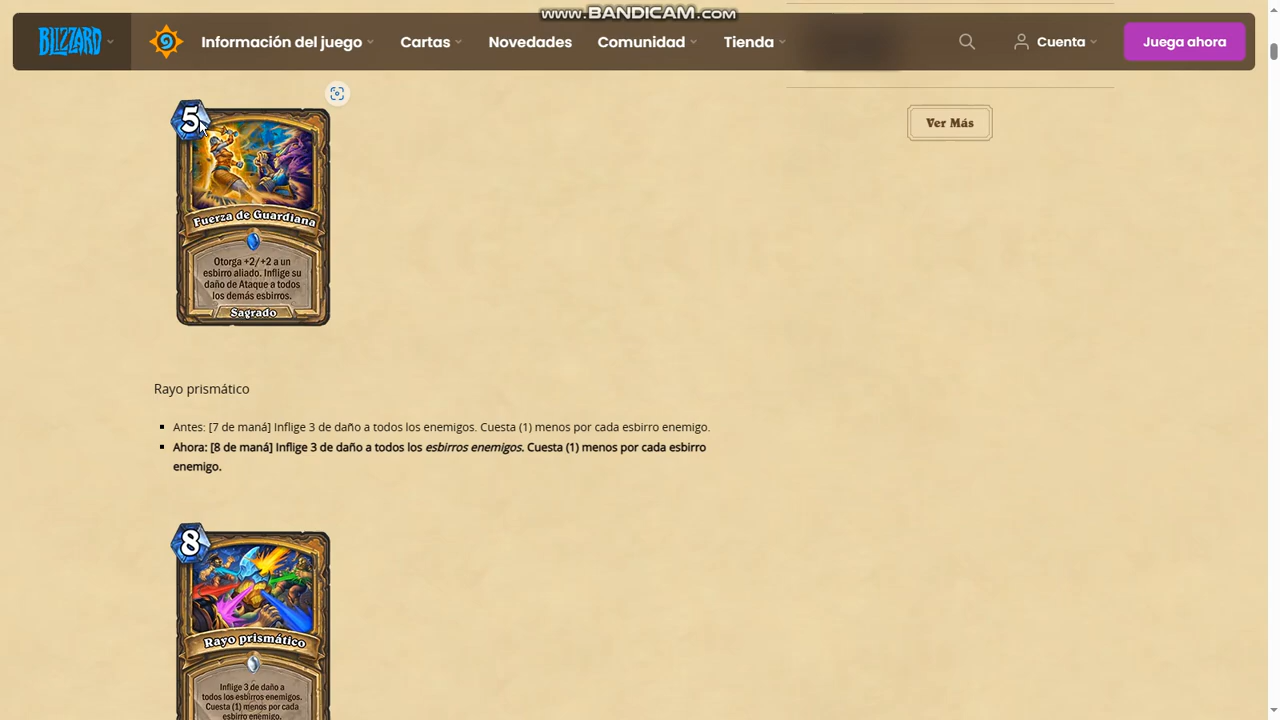 www.BANDICAM.com
BLIZZARD
Información del juego
Cartas
Novedades
Comunidad
Tienda
Cuenta
Juega ahora
5
Fuerza de Guardiana
Otorga +2/+2 a un
esbirro aliado. Inflige su
daño de Ataque a todos
los demás esbirros.
Sagrado
Ver Más
Rayo prismático
Antes: [7 de maná] Inflige 3 de daño a todos los enemigos. Cuesta (1) menos por cada esbirro enemigo.
Ahora: [8 de maná] Inflige 3 de daño a todos los esbirros enemigos. Cuesta (1) menos por cada esbirro
enemigo.
8
Rayo prismático
Inflige 3 de daño a
todos los esbirros enemigos.
Cuesta (1) menos por cada
esbirro enemigo.